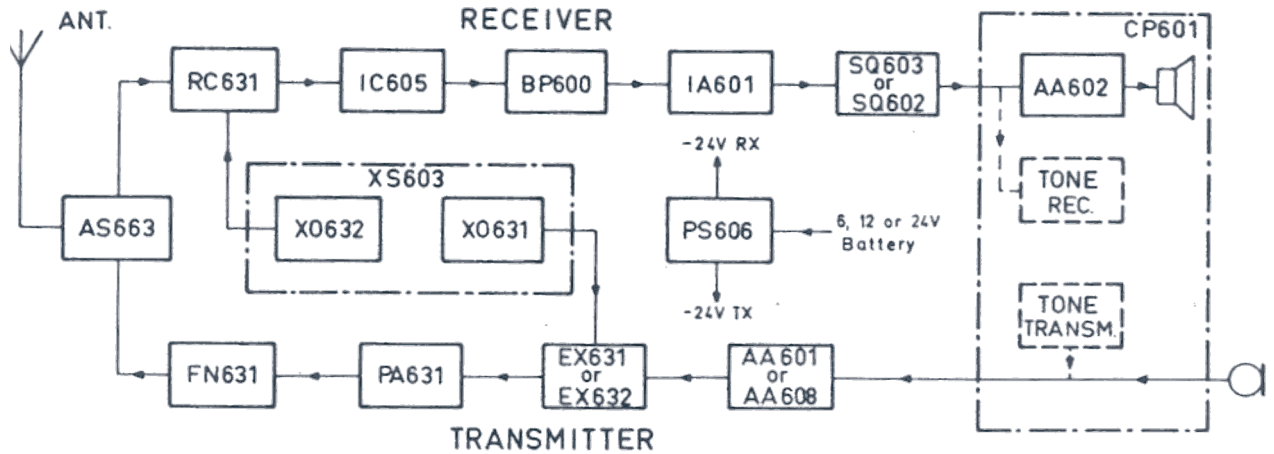 ANT.
RECEIVER
CP601
RC631
IC605
BP600
IA601
SQ603
or
SQ602
AA602
-24V RX
XS603
TONE
REC.
AS663
XO632
XO631
PS606
6, 12 or 24V
Battery
-24V TX
TONE
TRANSM.
FN631
PA631
EX631
or
EX632
AA601
or
AA608
TRANSMITTER